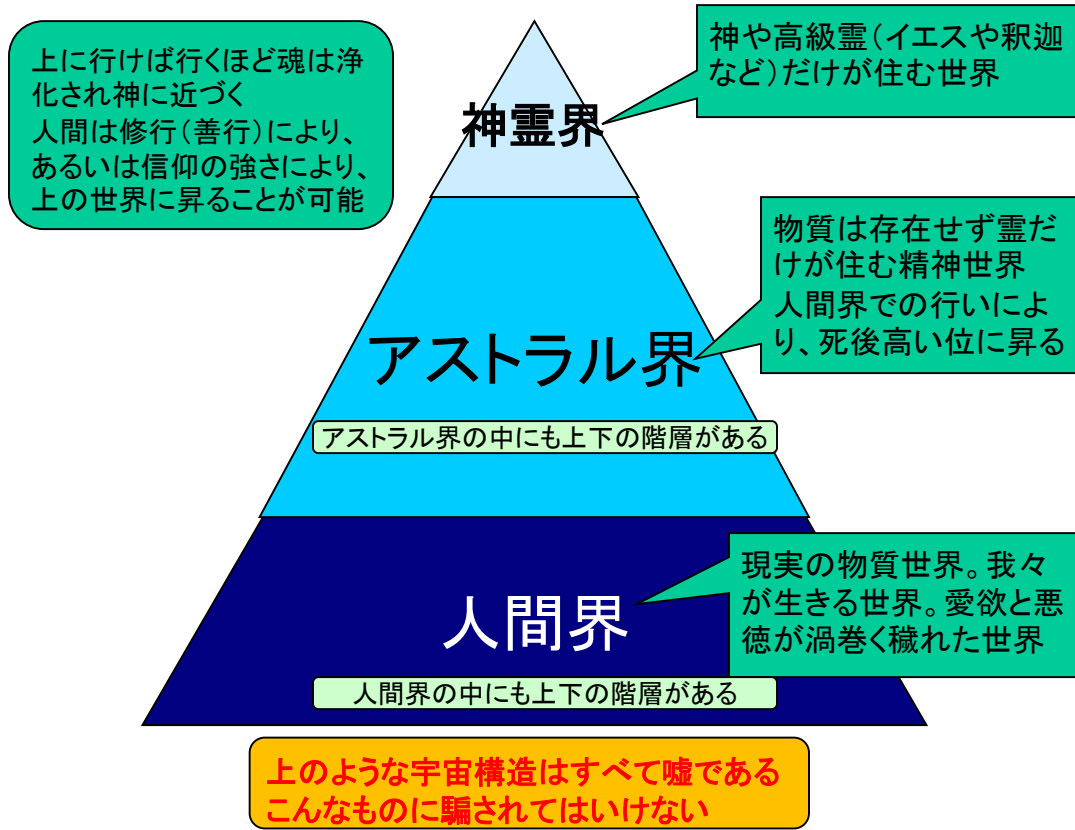 上に行けば行くほど魂は浄
化され神に近づく
人間は修行（善行）により、
あるいは信仰の強さにより、
上の世界に昇ることが可能
神や高級霊（イエスや釈迦
など）だけが住む世界
神霊界
物質は存在せず霊だ
けが住む精神世界
人間界での行いによ
り、死後高い位に昇る
アストラル界
アストラル界の中にも上下の階層がある
現実の物質世界。我々
が生きる世界。愛欲と悪
徳が渦巻く穢れた世界
人間界
人間界の中にも上下の階層がある
上のような宇宙構造はすべて嘘である
こんなものに騙されてはいけない